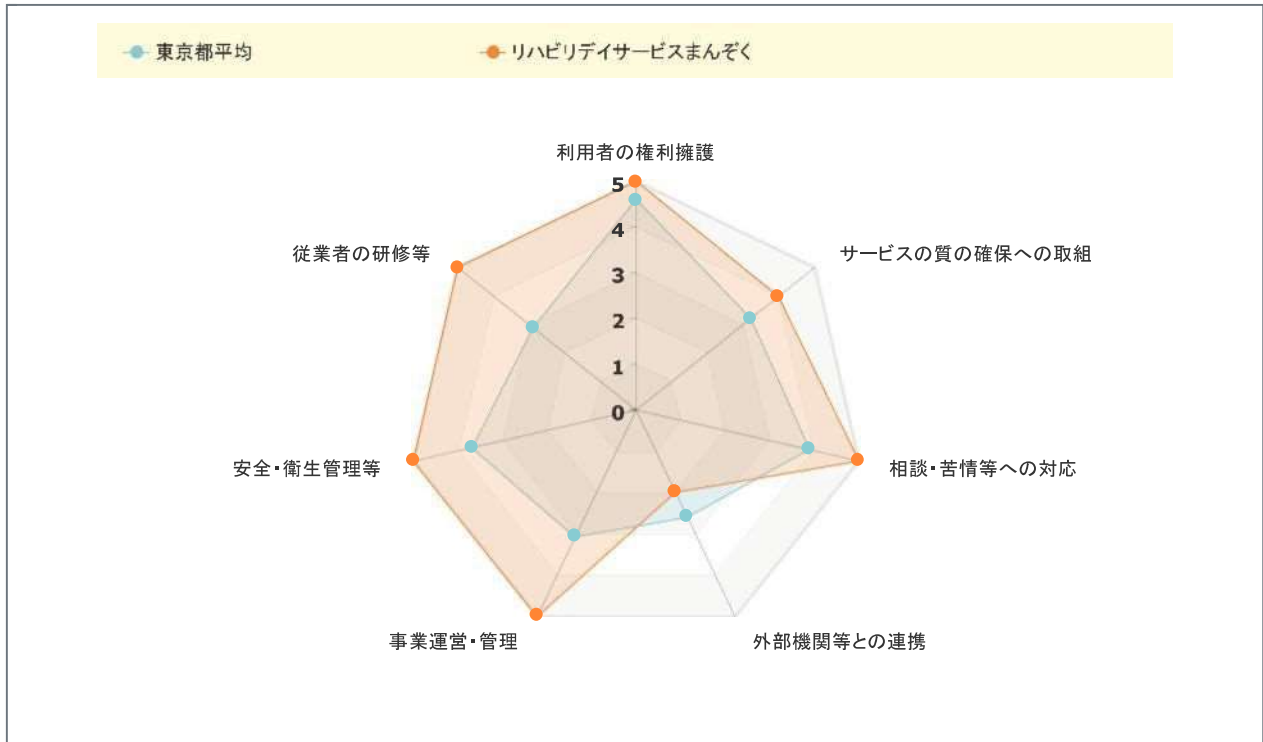 東京都平均
リハビリデイサービスまんぞく
利用者の権利擁護
5
従業者の研修等
サービスの質の確保への取組
4
3
2
1
0
安全・衛生管理等
相談・苦情等への対応
事業運営・管理
外部機関等との連携